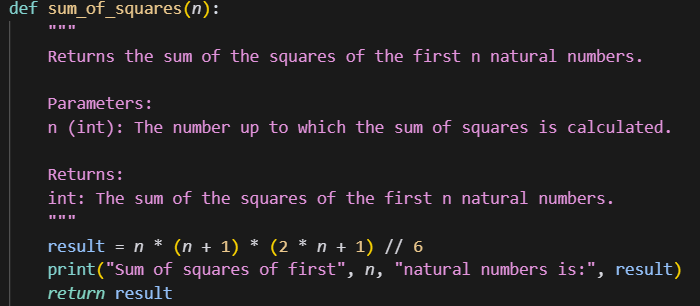 def sum_of_squares(n):
"""
Returns the sum of the squares of the first n natural numbers.
Parameters:
n (int): The number up to which the sum of squares is calculated.
Returns:
int: The sum of the squares of the first n natural numbers.
"""
result = n * (n + 1) * (2 * n + 1) // 6
print("Sum of squares of first", n, "natural numbers is:", result)
return result